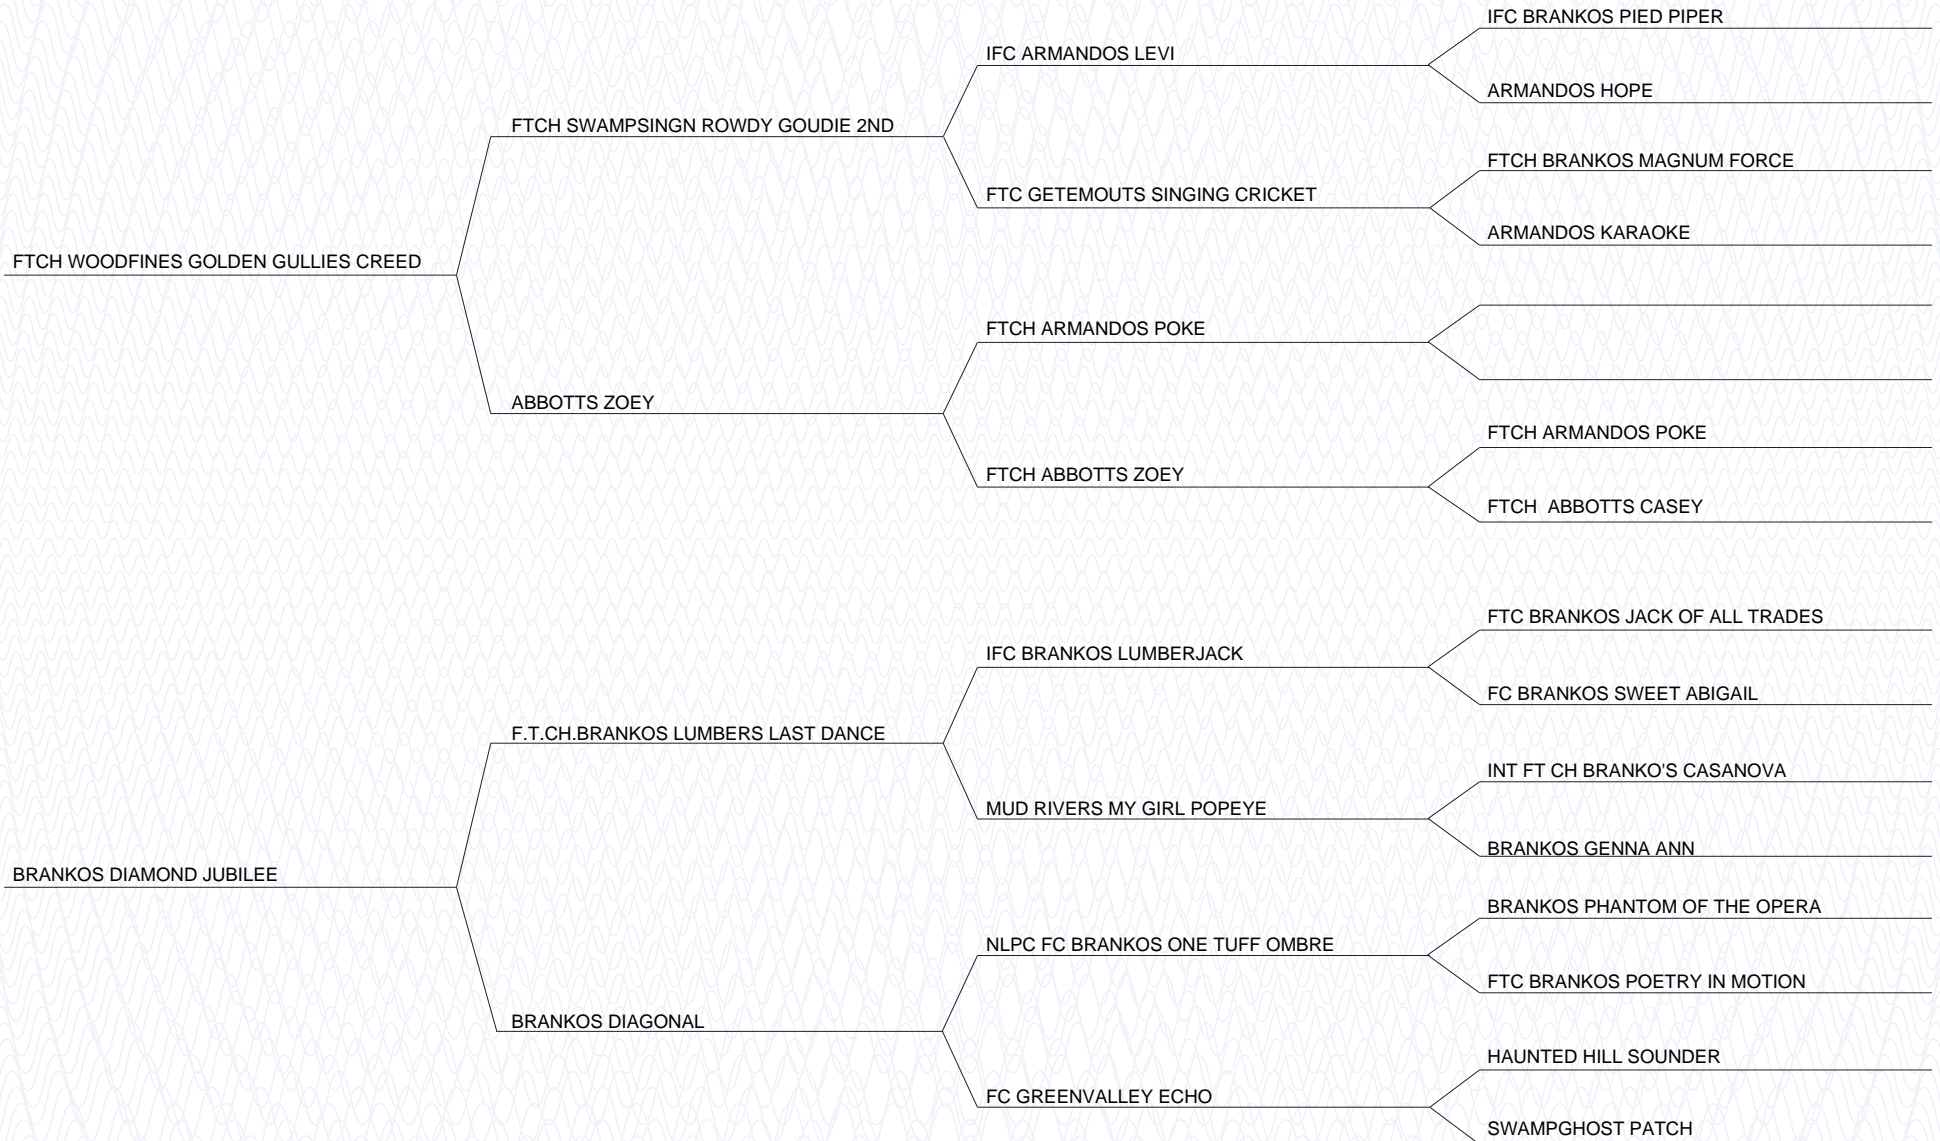 IFC BRANKOS PIED PIPER
IFC ARMANDOS LEVI
ARMANDOS HOPE
FTCH SWAMPSINGN ROWDY GOUDIE 2ND
FTCH BRANKOS MAGNUM FORCE
FTC GETEMOUTS SINGING CRICKET
ARMANDOS KARAOKE
FTCH WOODFINES GOLDEN GULLIES CREED
FTCH ARMANDOS POKE
ABBOTTS ZOEY
FTCH ARMANDOS POKE
FTCH ABBOTTS ZOEY
FTCH  ABBOTTS CASEY
FTC BRANKOS JACK OF ALL TRADES
IFC BRANKOS LUMBERJACK
FC BRANKOS SWEET ABIGAIL
F.T.CH.BRANKOS LUMBERS LAST DANCE
INT FT CH BRANKO'S CASANOVA
MUD RIVERS MY GIRL POPEYE
BRANKOS GENNA ANN
BRANKOS DIAMOND JUBILEE
BRANKOS PHANTOM OF THE OPERA
NLPC FC BRANKOS ONE TUFF OMBRE
FTC BRANKOS POETRY IN MOTION
BRANKOS DIAGONAL
HAUNTED HILL SOUNDER
FC GREENVALLEY ECHO
SWAMPGHOST PATCH